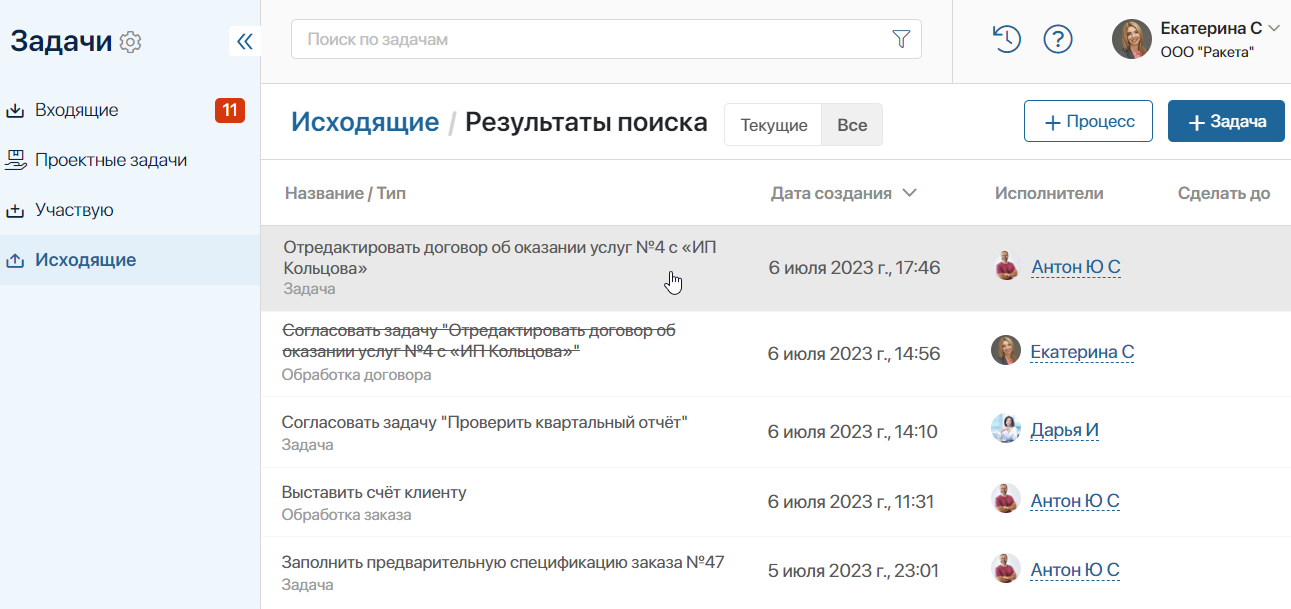 Задачи
Входящие
11
Проектные задачи
Участвую
Исходящие
Поиск по задачам
?
Екатерина С
ООО "Ракета"
Исходящие / Результаты поиска
Текущие
Все
+ Процесс
+ Задача
Название / Тип
Дата создания
Исполнители
Сделать до
Отредактировать договор об оказании услуг №4 с «ИП
Кольцова»
Задача
6 июля 2023 г., 17:46
Антон Ю С
Согласовать задачу "Отредактировать договор об
оказании услуг №4 с «ИП Кольцова»"
Обработка договора
6 июля 2023 г., 14:56
Екатерина С
Согласовать задачу "Проверить квартальный отчёт"
Задача
6 июля 2023 г., 14:10
Дарья И
Выставить счёт клиенту
Обработка заказа
6 июля 2023 г., 11:31
Антон Ю С
Заполнить предварительную спецификацию заказа №47
Задача
5 июля 2023 г., 23:01
Антон Ю С